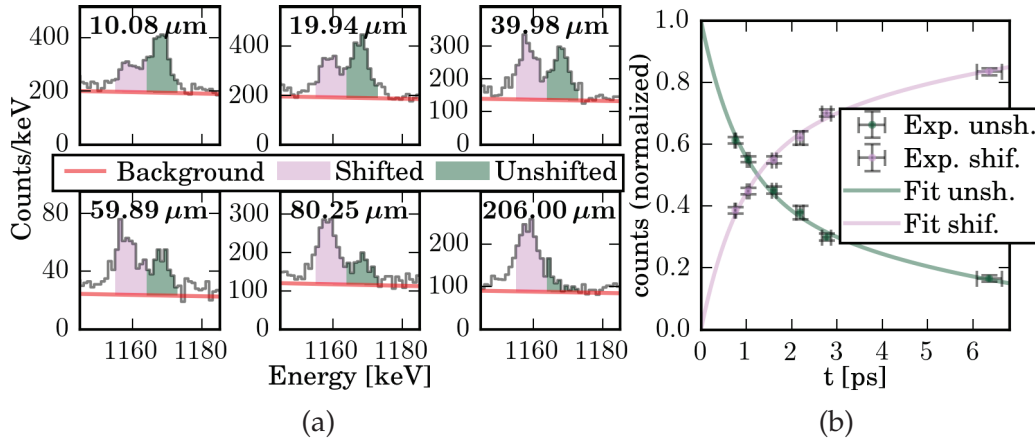 10.08 μm
19.94 μm
39.98 μm
400
200
0
400
200
0
300
200
100
0
Counts/keV
Background
Shifted
Unshifted
59.89 μm
80.25 μm
206.00 μm
80
40
0
300
200
100
0
200
100
0
1160 1180
1160 1180
1160 1180
Energy [keV]
(a)
1.0
0.8
0.6
0.4
0.2
0.0
counts (normalized)
Exp. unsh.
Exp. shif.
Fit unsh.
Fit shif.
0 1 2 3 4 5 6
t [ps]
(b)